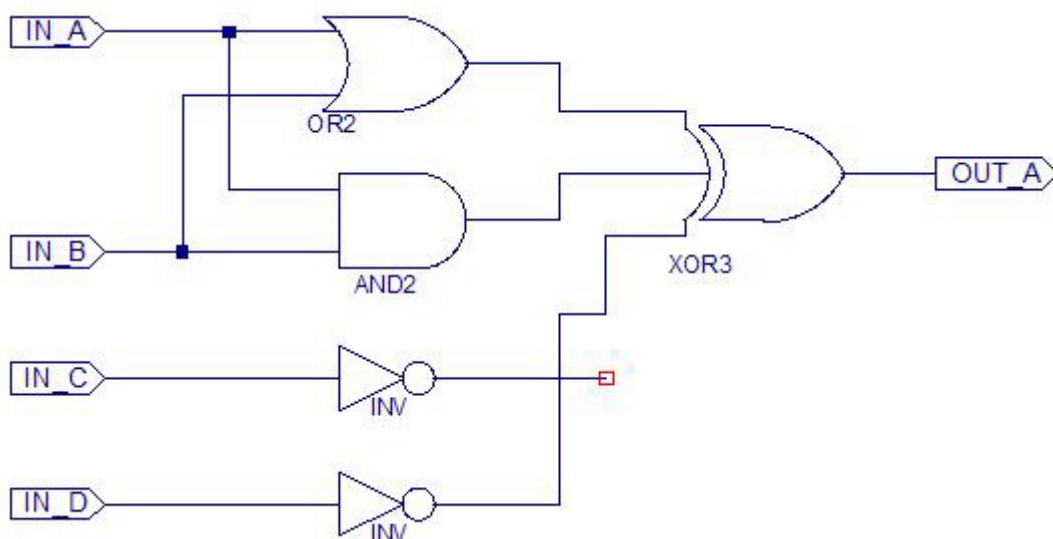 IN_A
OR2
IN_B
AND2
XOR3
OUT_A
IN_C
INV
IN_D
INV